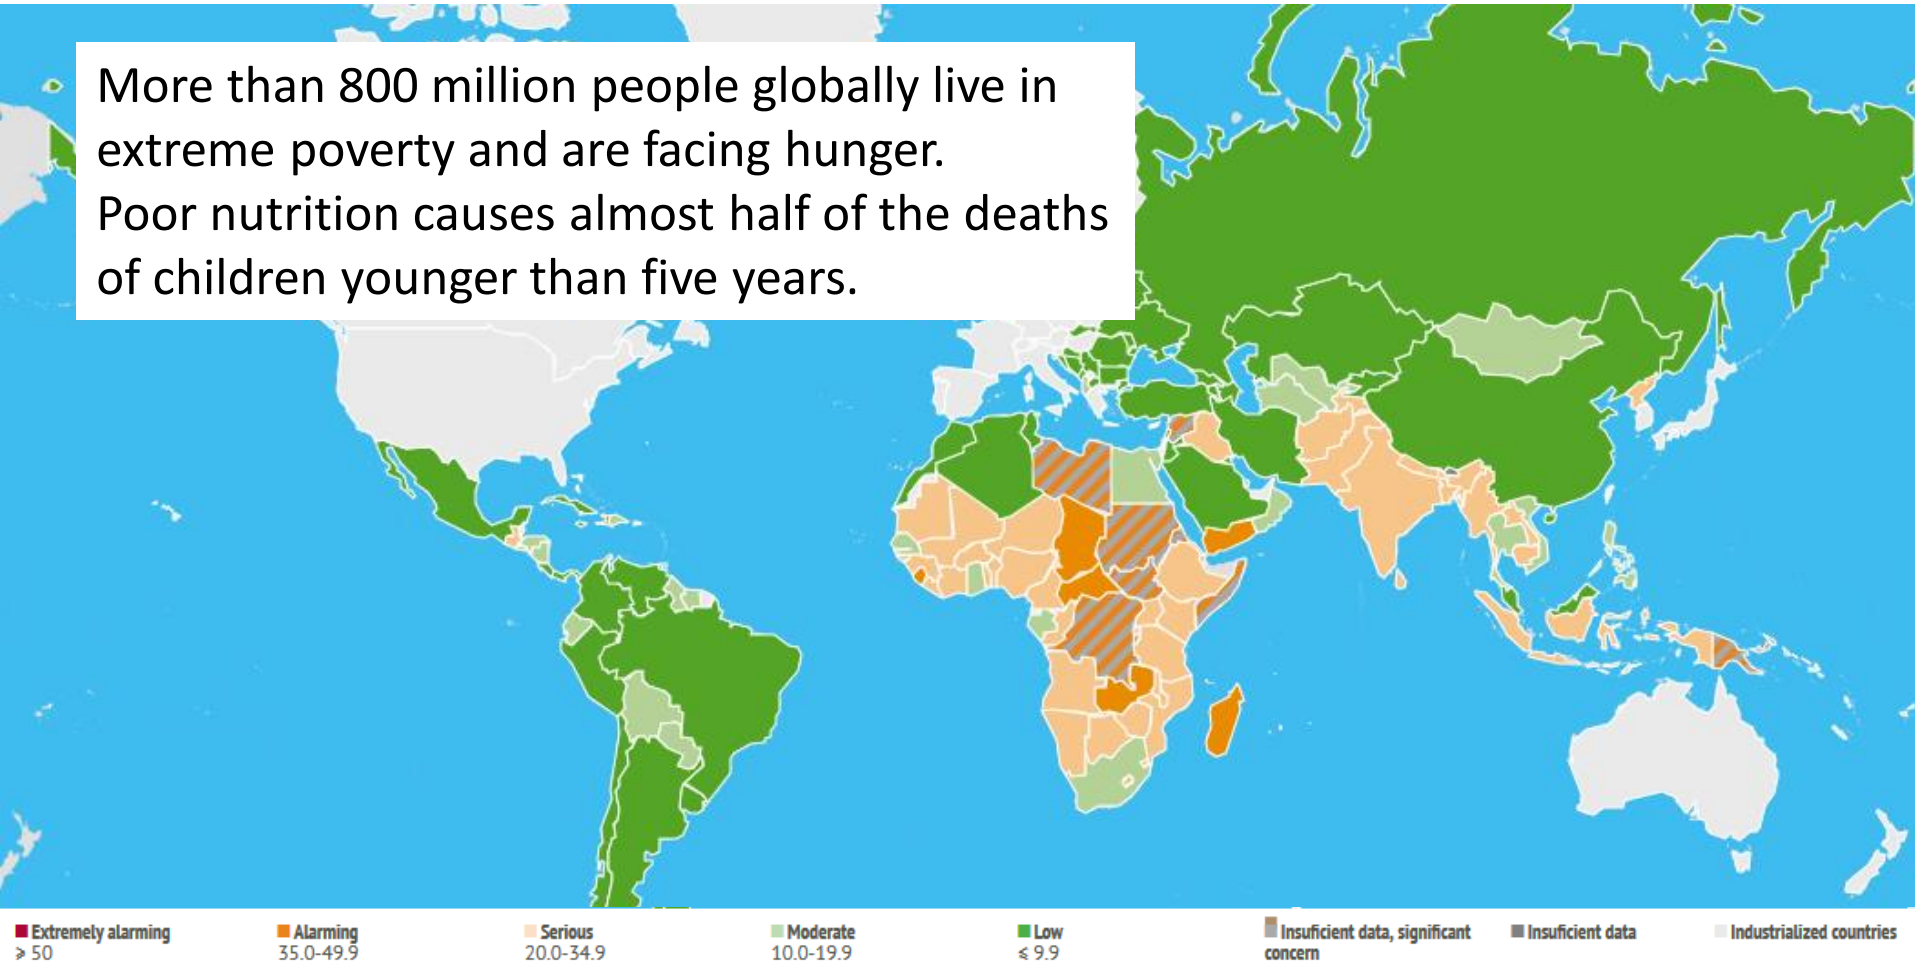 More than 800 million people globally live in
extreme poverty and are facing hunger.
Poor nutrition causes almost half of the deaths
of children younger than five years.
Extremely alarming
⩾ 50
Alarming
35.0-49.9
Serious
20.0-34.9
Moderate
10.0-19.9
Low
⩽ 9.9
Insuficient data, significant
concern
Insuficient data
Industrialized countries